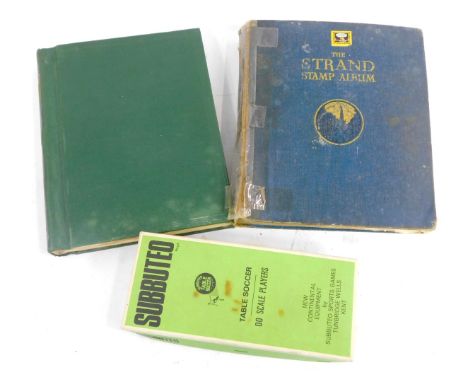 THE
STRAND
STAMP ALBUM
SUBBUTEO
TABLE SOCCER
OO SCALE PLAYERS
NEW
CONTINENTAL
EQUIPMENT
by
SUBBUTEO SPORTS GAMES
TUNBRIDGE WELLS
KENT
SUBBUTEO